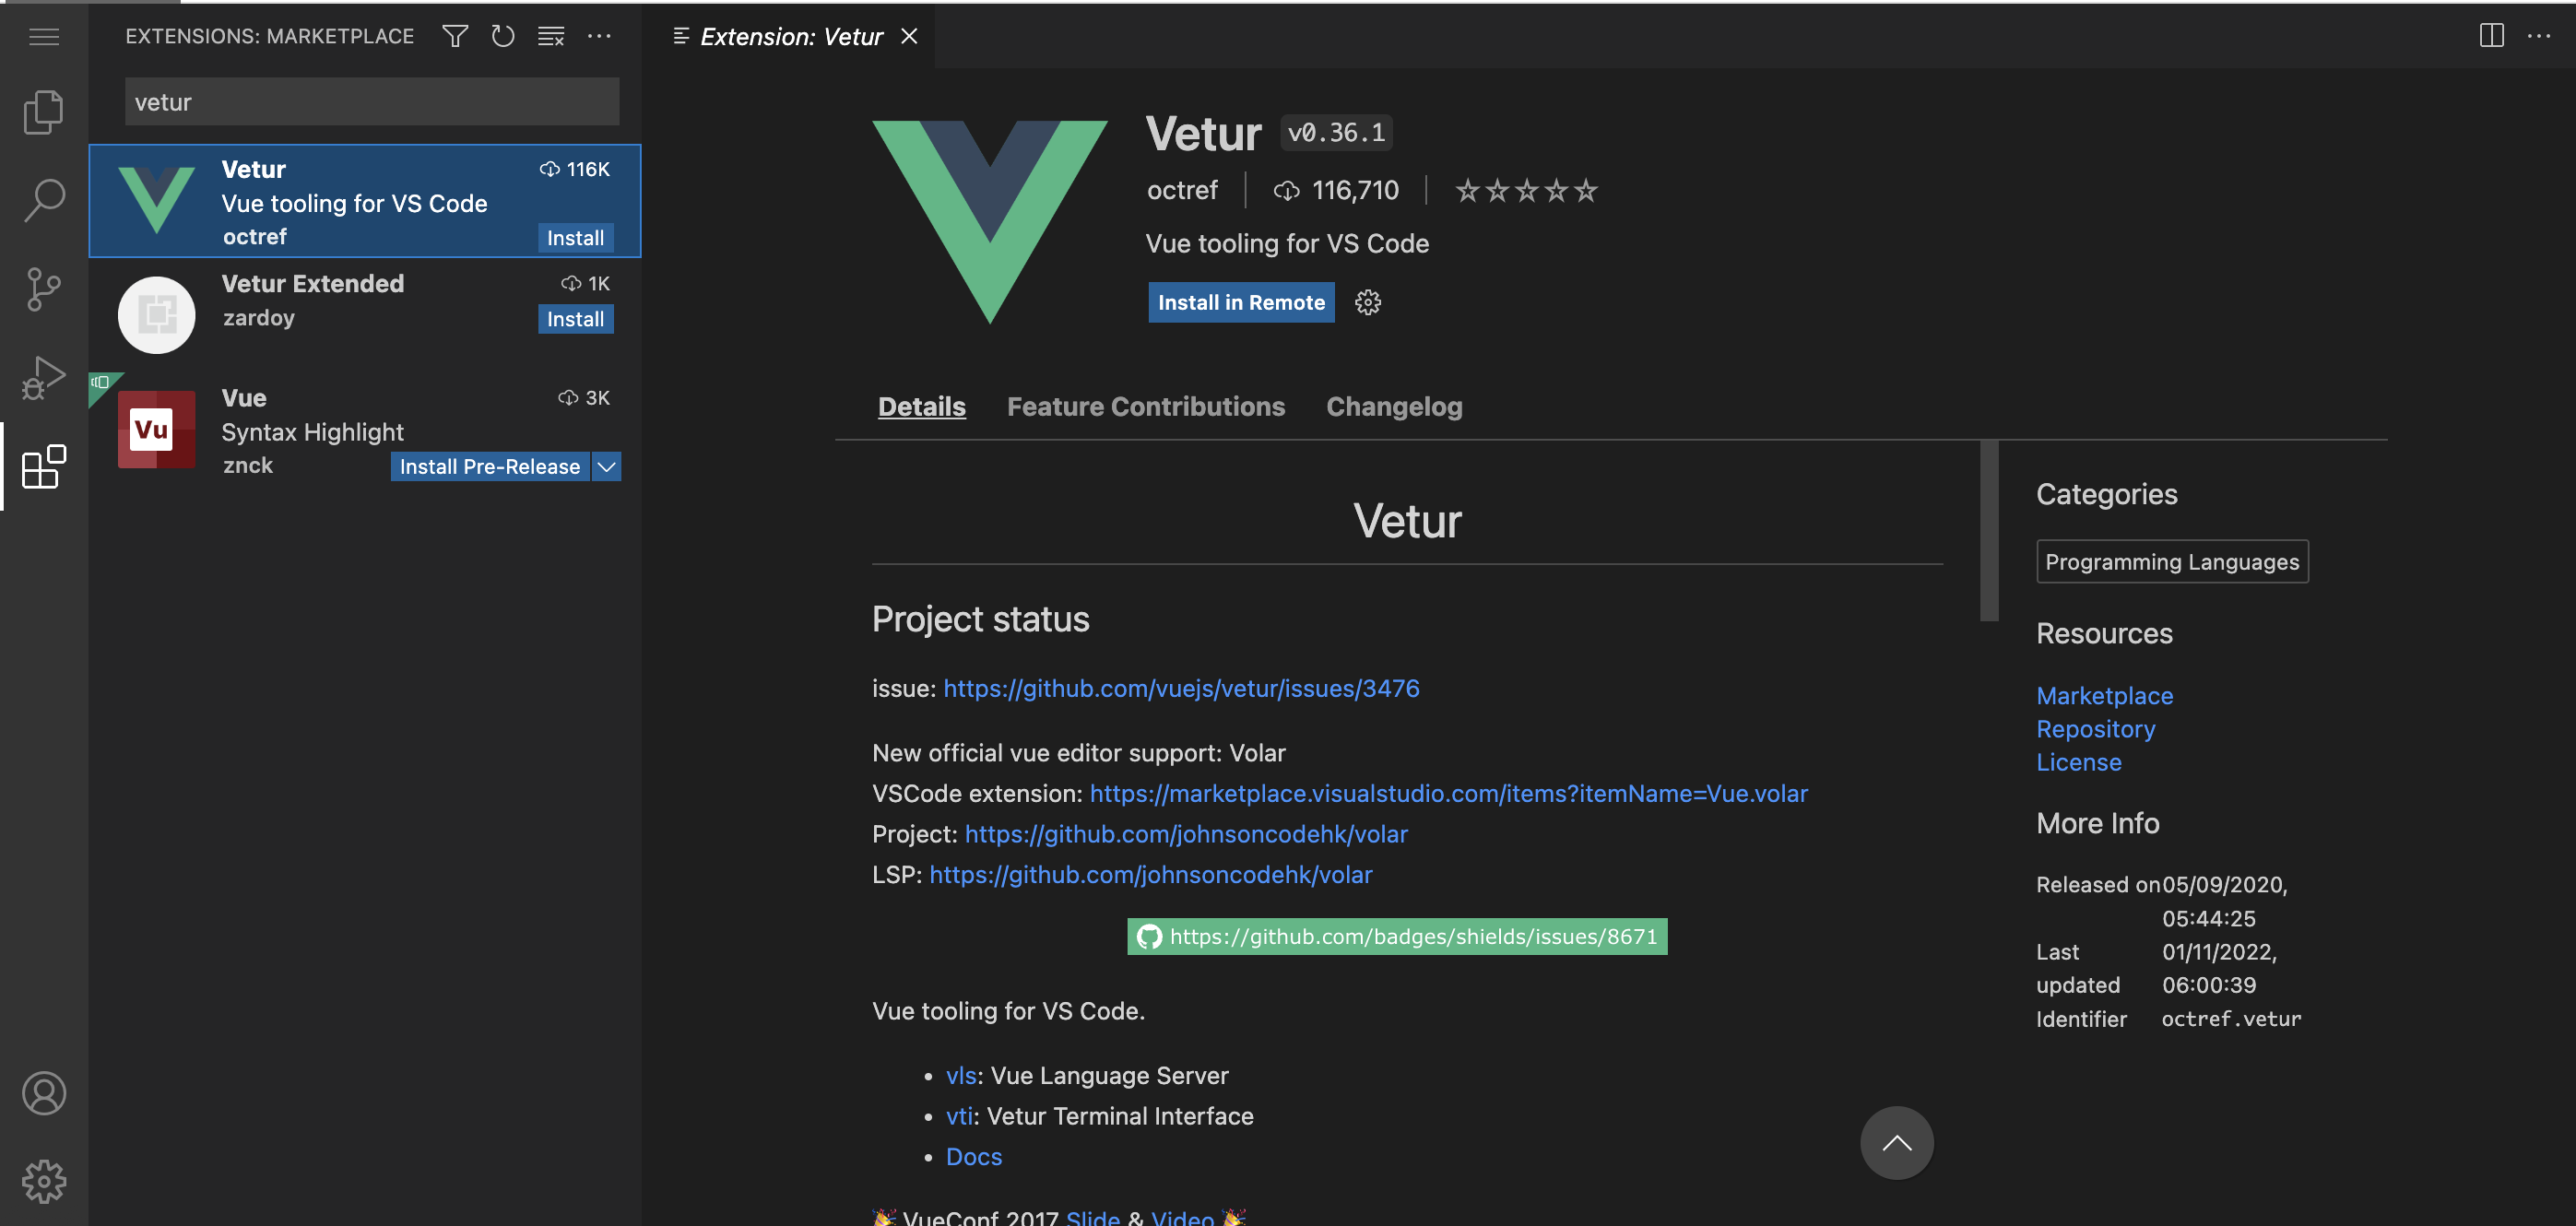 EXTENSIONS: MARKETPLACE
vetur
Vetur
116K
Vue tooling for VS Code
octref
Install
Vetur Extended
1K
zardoy
Install
Vu
Vue
3K
Syntax Highlight
znck
Install Pre-Release
Extension: Vetur
Vetur v0.36.1
octref
116,710
Vue tooling for VS Code
Install in Remote
Details
Feature Contributions
Changelog
Vetur
Project status
issue: https://github.com/vuejs/vetur/issues/3476
New official vue editor support: Volar
VSCode extension: https://marketplace.visualstudio.com/items?itemName=Vue.volar
Project: https://github.com/johnsoncodehk/volar
LSP: https://github.com/johnsoncodehk/volar
https://github.com/badges/shields/issues/8671
Vue tooling for VS Code.
• vls: Vue Language Server
• vti: Vetur Terminal Interface
• Docs
🎉 VueConf 2017 Slide & Video 🎉
Categories
Programming Languages
Resources
Marketplace
Repository
License
More Info
Released on 05/09/2020,
05:44:25
Last 01/11/2022,
updated 06:00:39
Identifier octref.vetur